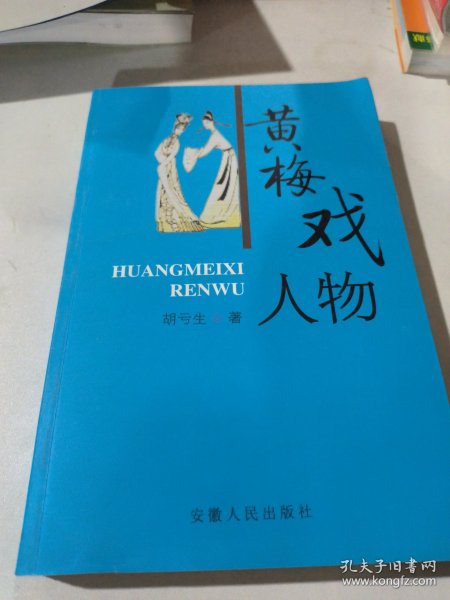 黄梅戏
人物
HUANGMEIXI
RENWU
胡亏生 著
安徽人民出版社
孔夫子旧书网
www.kongfz.com